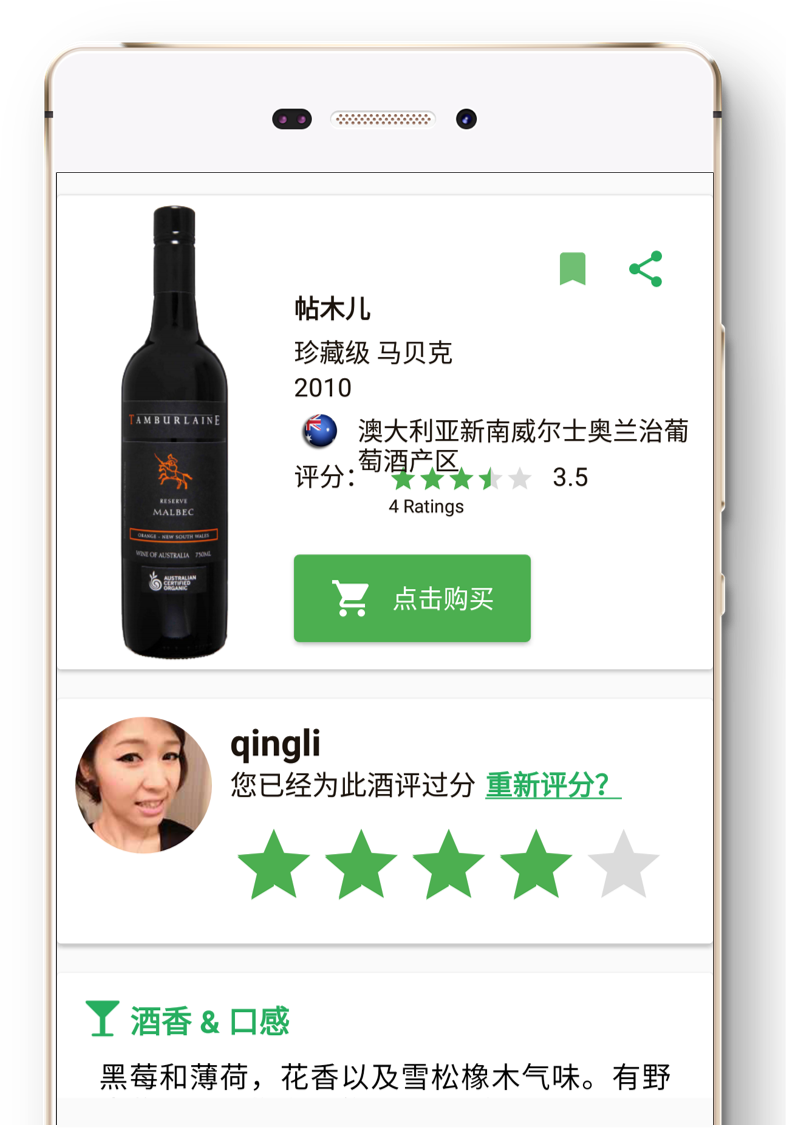 帖木儿
珍藏级 马贝克
2010
澳大利亚新南威尔士奥兰治葡
萄酒产区
评分： 3.5
4 Ratings
点击购买
TAMBURLAINE
RESERVE
MALBEC
ORANGE - NEW SOUTH WALES
WINE OF AUSTRALIA 750ML
AUSTRALIAN
CERTIFIED
ORGANIC
qingli
您已经为此酒评过分 重新评分？
酒香 & 口感
黑莓和薄荷，花香以及雪松橡木气味。有野